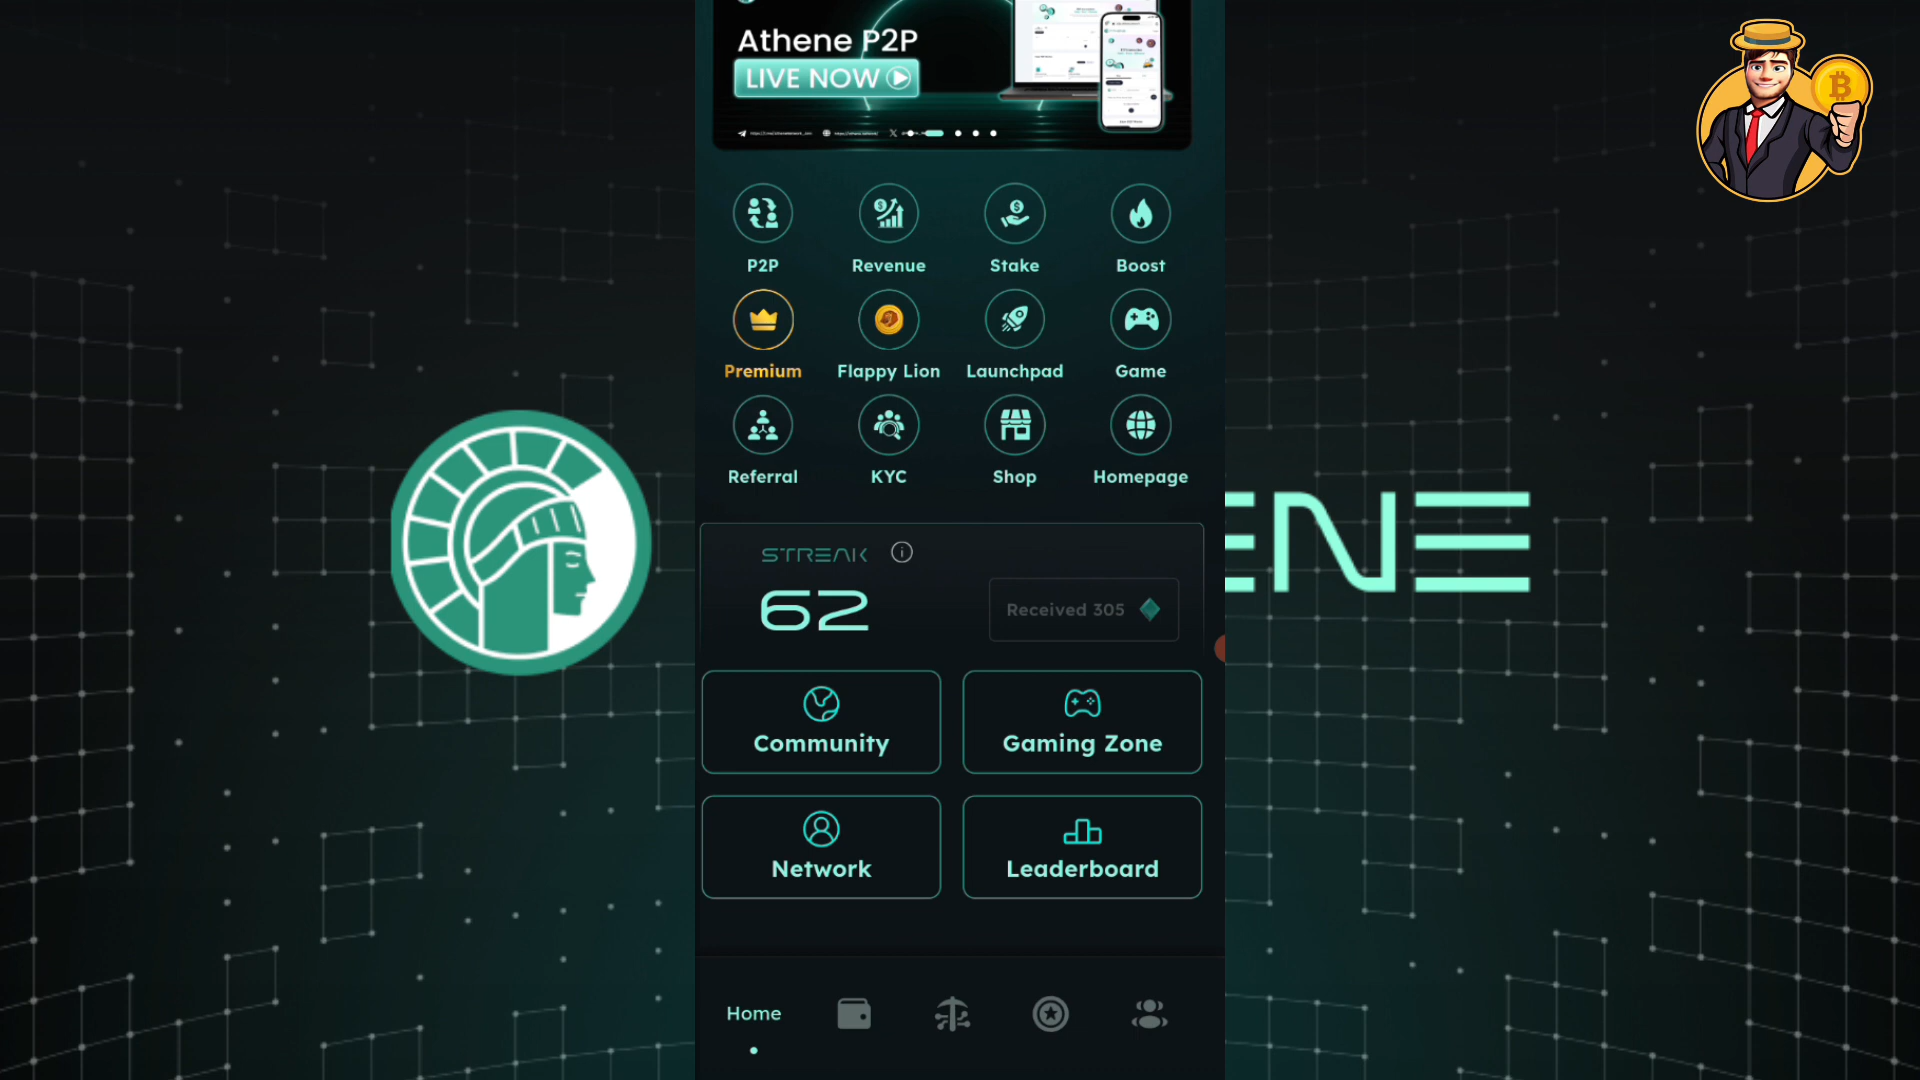 Athene P2P
LIVE NOW
P2P
Revenue
Stake
Boost
Premium
Flappy Lion
Launchpad
Game
Referral
KYC
Shop
Homepage
STREAK
62
Received 305
ENE
Community
Gaming Zone
Network
Leaderboard
Home